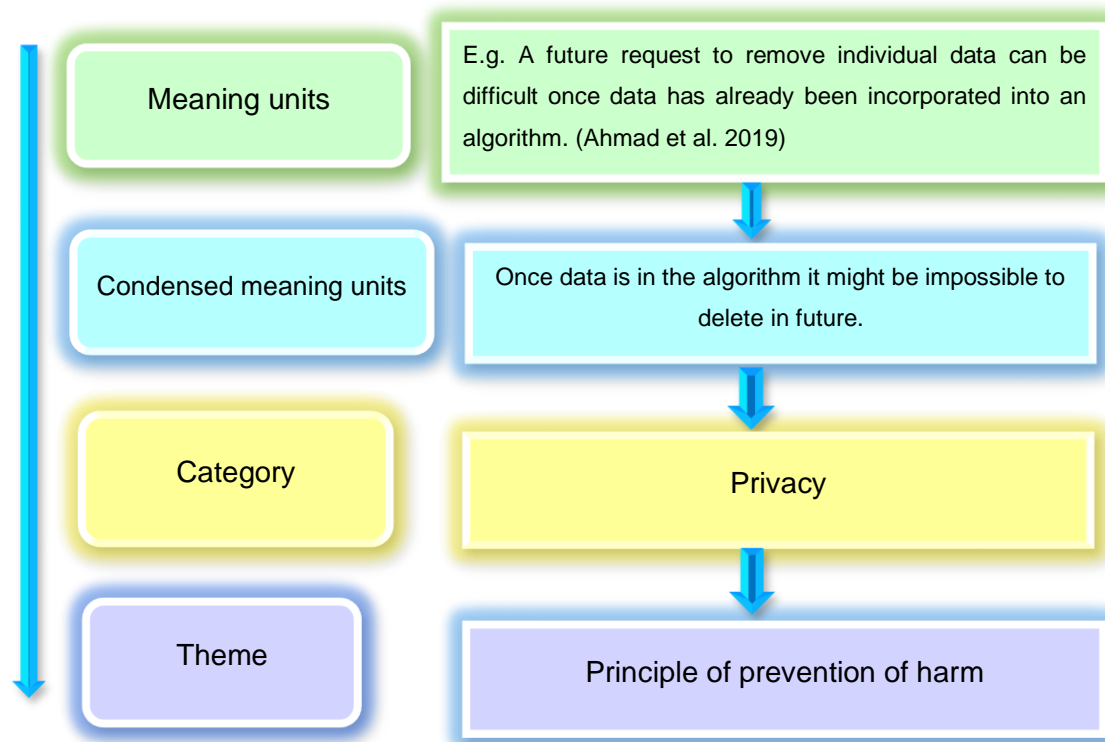 Meaning units
E.g. A future request to remove individual data can be
difficult once data has already been incorporated into an
algorithm. (Ahmad et al. 2019)
Condensed meaning units
Once data is in the algorithm it might be impossible to
delete in future.
Category
Privacy
Theme
Principle of prevention of harm